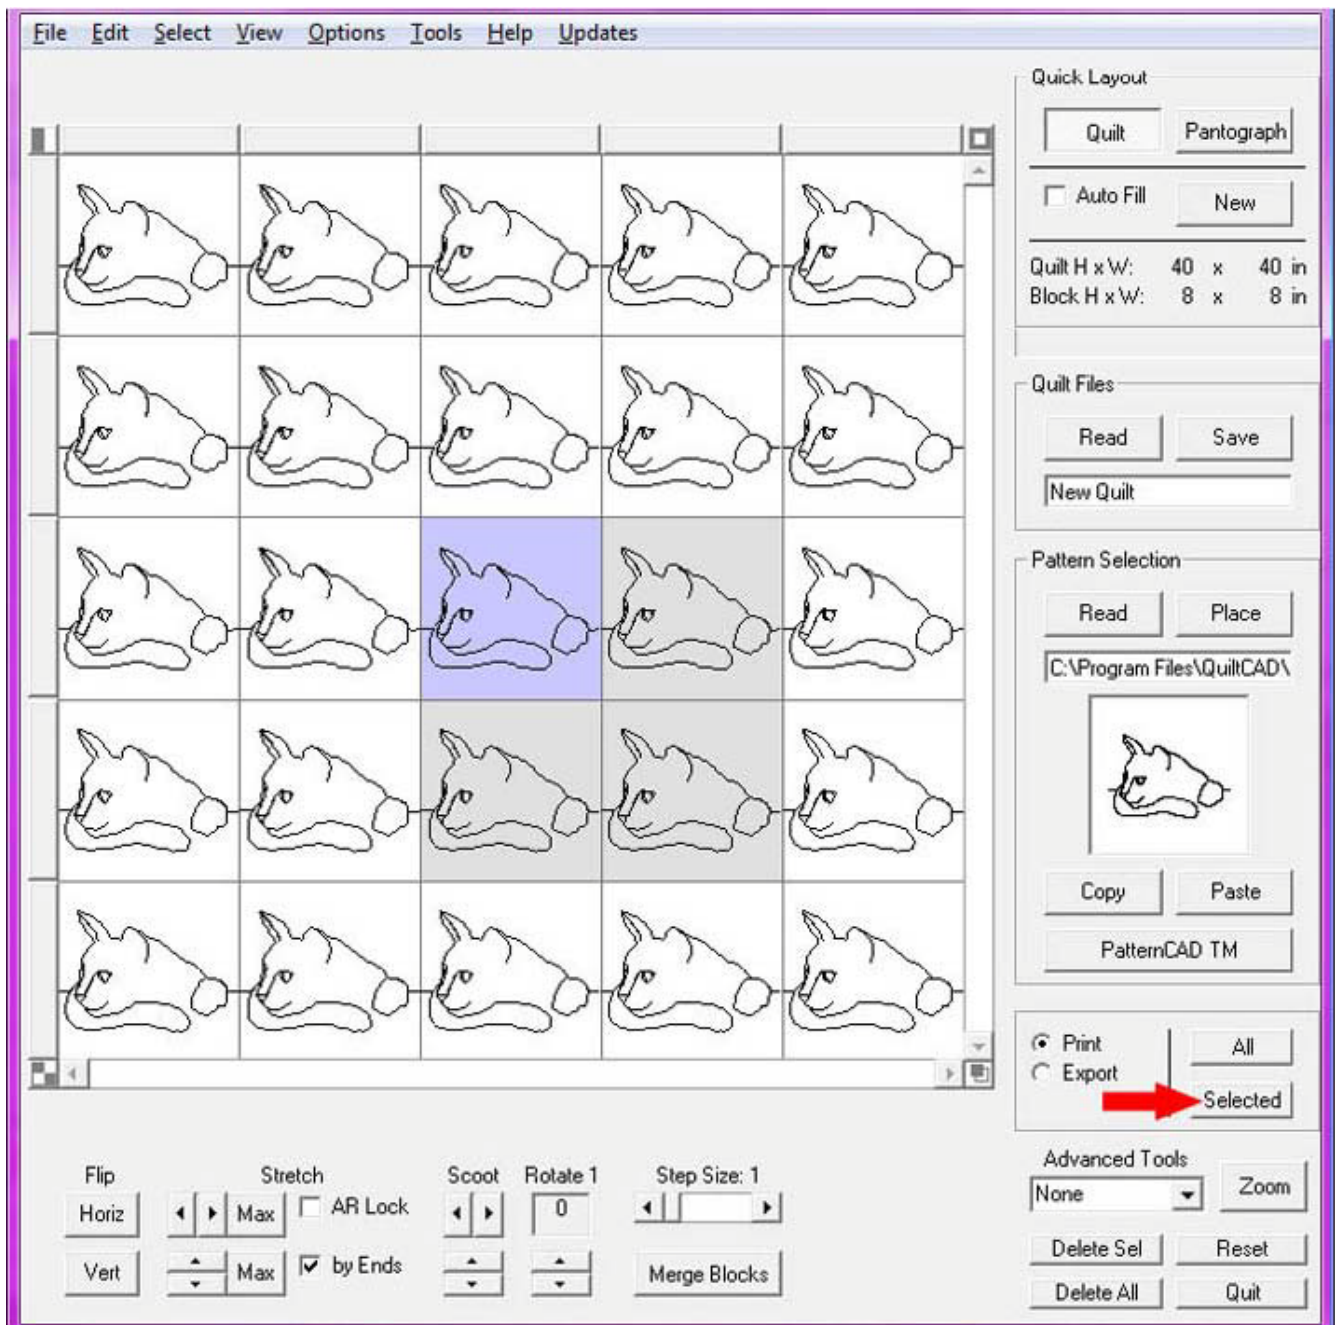 File Edit Select View Options Tools Help Updates
Quick Layout
Quilt Pantograph
Auto Fill New
Quilt H x W: 40 x 40 in
Block H x W: 8 x 8 in
Quilt Files
Read Save
New Quilt
Pattern Selection
Read Place
C:\Program Files\QuiltCAD\
Copy Paste
PatternCAD TM
Print All
Export
Selected
Flip Stretch Scoot Rotate 1 Step Size: 1
Horiz Max AR Lock 0
Vert Max by Ends Merge Blocks
Advanced Tools
None Zoom
Delete Sel Reset
Delete All Quit